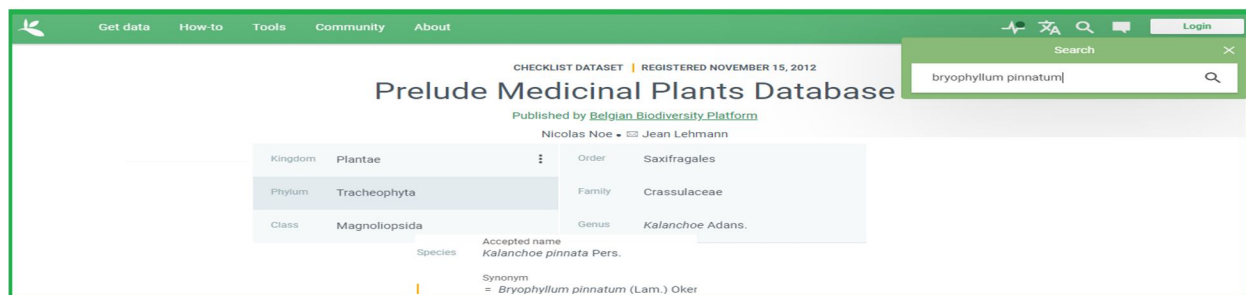 Get data How-to Tools Community About Login
Search
bryophyllum pinnatum
CHECKLIST DATASET | REGISTERED NOVEMBER 15, 2012
Prelude Medicinal Plants Database
Published by Belgian Biodiversity Platform
Nicolas Noe • Jean Lehmann
Kingdom Plantae Order Saxifragales
Phylum Tracheophyta Family Crassulaceae
Class Magnoliopsida Genus Kalanchoe Adans.
Accepted name
Species Kalanchoe pinnata Pers.
Synonym
= Bryophyllum pinnatum (Lam.) Oker